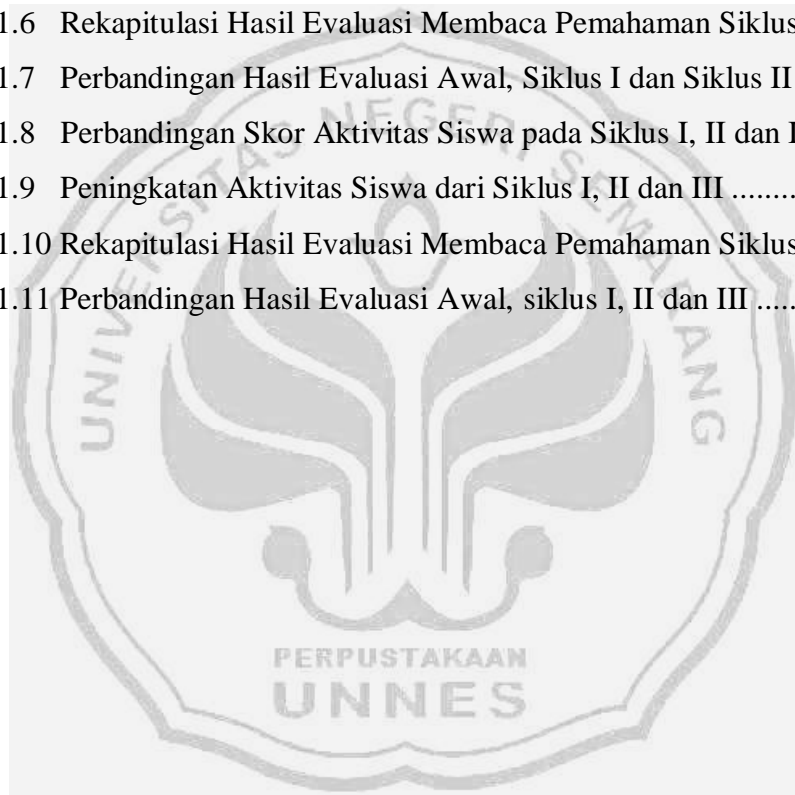 1.6 Rekapitulasi Hasil Evaluasi Membaca Pemahaman Siklus
1.7 Perbandingan Hasil Evaluasi Awal, Siklus I dan Siklus II
1.8 Perbandingan Skor Aktivitas Siswa pada Siklus I, II dan I
1.9 Peningkatan Aktivitas Siswa dari Siklus I, II dan III ........
1.10 Rekapitulasi Hasil Evaluasi Membaca Pemahaman Siklus
1.11 Perbandingan Hasil Evaluasi Awal, siklus I, II dan III .....
UNIVERSITAS NEGERI SEMARANG
PERPUSTAKAAN
UNNES